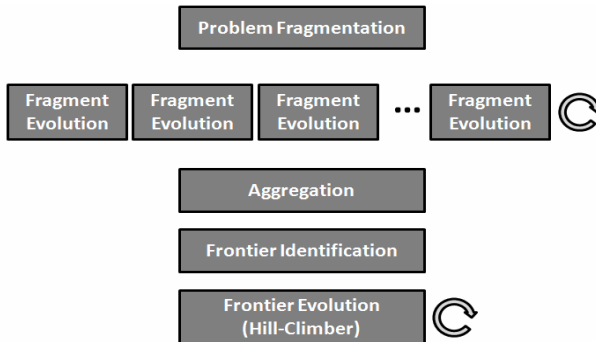 Problem Fragmentation
Fragment Evolution
Fragment Evolution
Fragment Evolution
...
Fragment Evolution
Aggregation
Frontier Identification
Frontier Evolution
(Hill-Climber)